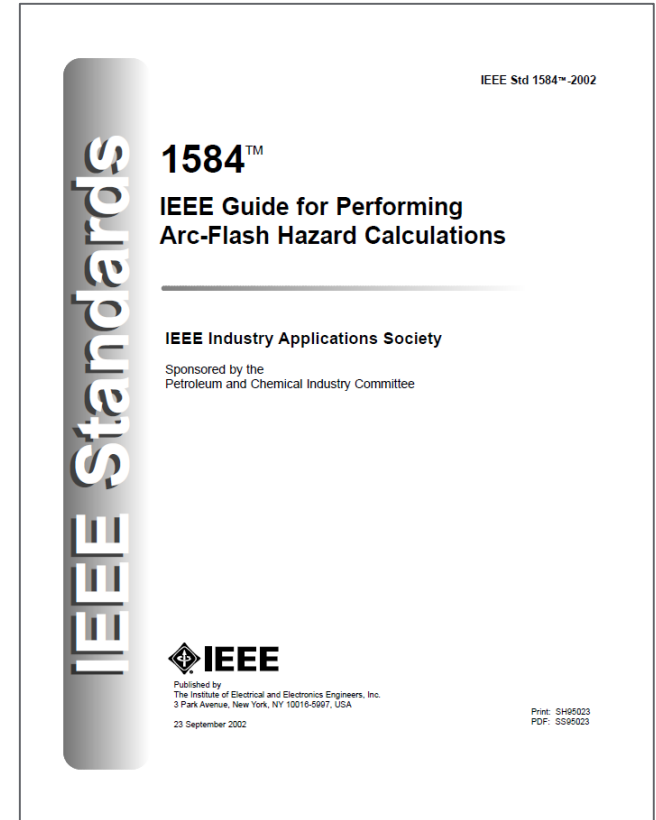 IEEE Std 1584™-2002
IEEE Standards
1584™
IEEE Guide for Performing
Arc-Flash Hazard Calculations
IEEE Industry Applications Society
Sponsored by the
Petroleum and Chemical Industry Committee
IEEE
Published by
The Institute of Electrical and Electronics Engineers, Inc.
3 Park Avenue, New York, NY 10016-5997, USA
23 September 2002
Print: SH95023
PDF: SS95023